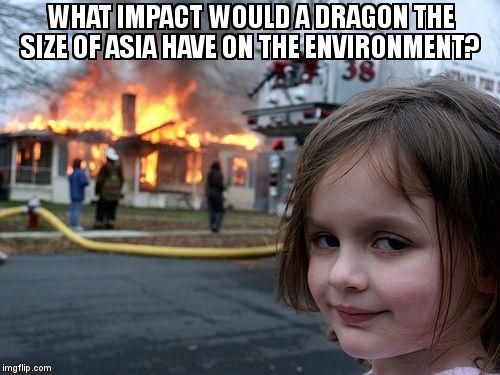 WHAT IMPACT WOULD A DRAGON THE
SIZE OF ASIA HAVE ON THE ENVIRONMENT?
38
imgflip.com